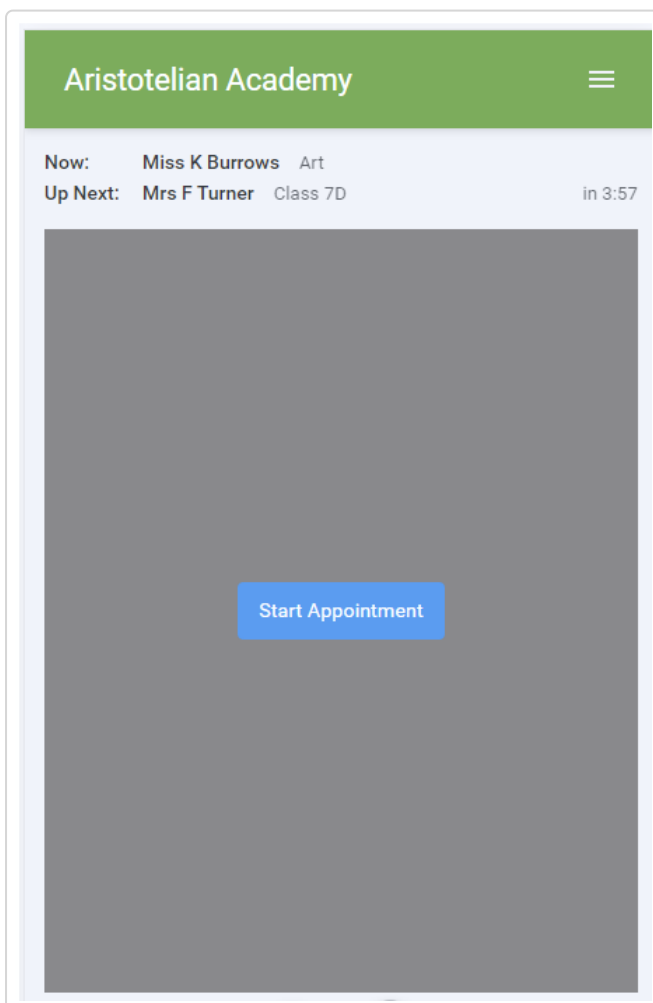 Aristotelian Academy
Now: Miss K Burrows Art
Up Next: Mrs F Turner Class 7D in 3:57
Start Appointment